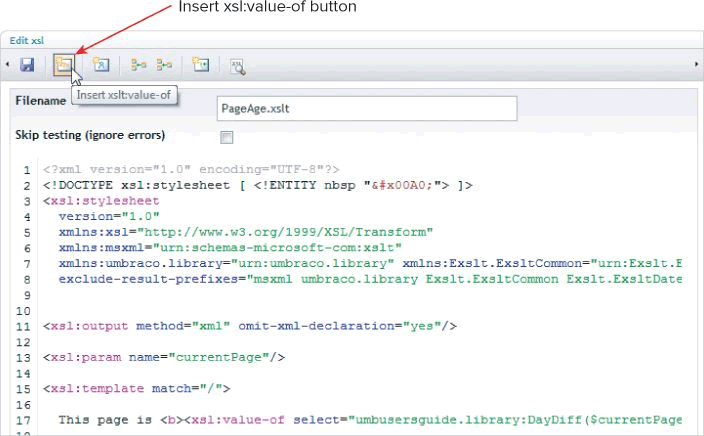 Insert xsl:value-of button
Edit xsl
Insert xslt:value-of
Filename
PageAge.xslt
Skip testing (ignore errors)
1 <?xml version="1.0" encoding="UTF-8"?>
2 <!DOCTYPE xsl:stylesheet [ <!ENTITY nbsp "&#x00A0;"> ]>
3 <xsl:stylesheet
4 version="1.0"
5 xmlns:xsl="http://www.w3.org/1999/XSL/Transform"
6 xmlns:msxml="urn:schemas-microsoft-com:xslt"
7 xmlns:umbraco.library="urn:umbraco.library" xmlns:Exslt.ExsltCommon="urn:Exslt.E
8 exclude-result-prefixes="msxml umbraco.library Exslt.ExsltCommon Exslt.ExsltDate
9
10
11 <xsl:output method="xml" omit-xml-declaration="yes"/>
12
13 <xsl:param name="currentPage"/>
14
15 <xsl:template match="/">
16
17 This page is <b><xsl:value-of select="umbusersguide.library:DayDiff($currentPage